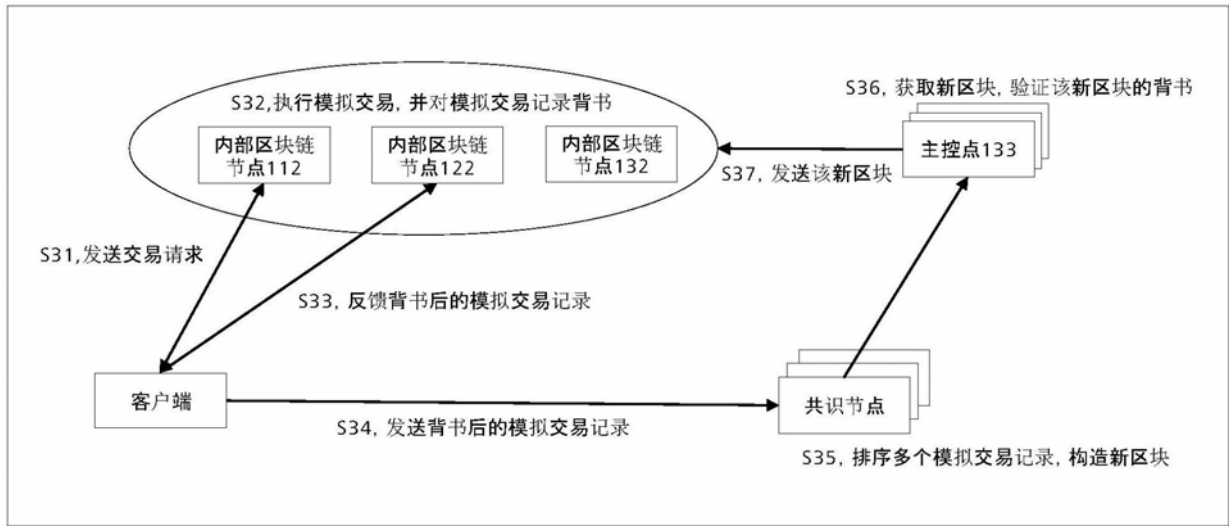 S32,执行模拟交易, 并对模拟交易记录背书
内部区块链
节点112
内部区块链
节点122
内部区块链
节点132
S36, 获取新区块, 验证该新区块的背书
主控点133
S37, 发送该新区块
S31,发送交易请求
S33, 反馈背书后的模拟交易记录
客户端
共识节点
S34, 发送背书后的模拟交易记录
S35, 排序多个模拟交易记录, 构造新区块